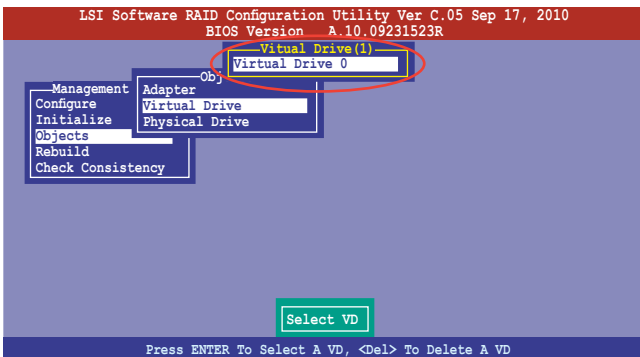 LSI Software RAID Configuration Utility Ver C.05 Sep 17, 2010
BIOS Version A.10.09231523R
Vitual Drive(1)
Virtual Drive 0
Obj
Adapter
Virtual Drive
Physical Drive
Management
Configure
Initialize
Objects
Rebuild
Check Consistency
Select VD
Press ENTER To Select A VD, <Del> To Delete A VD